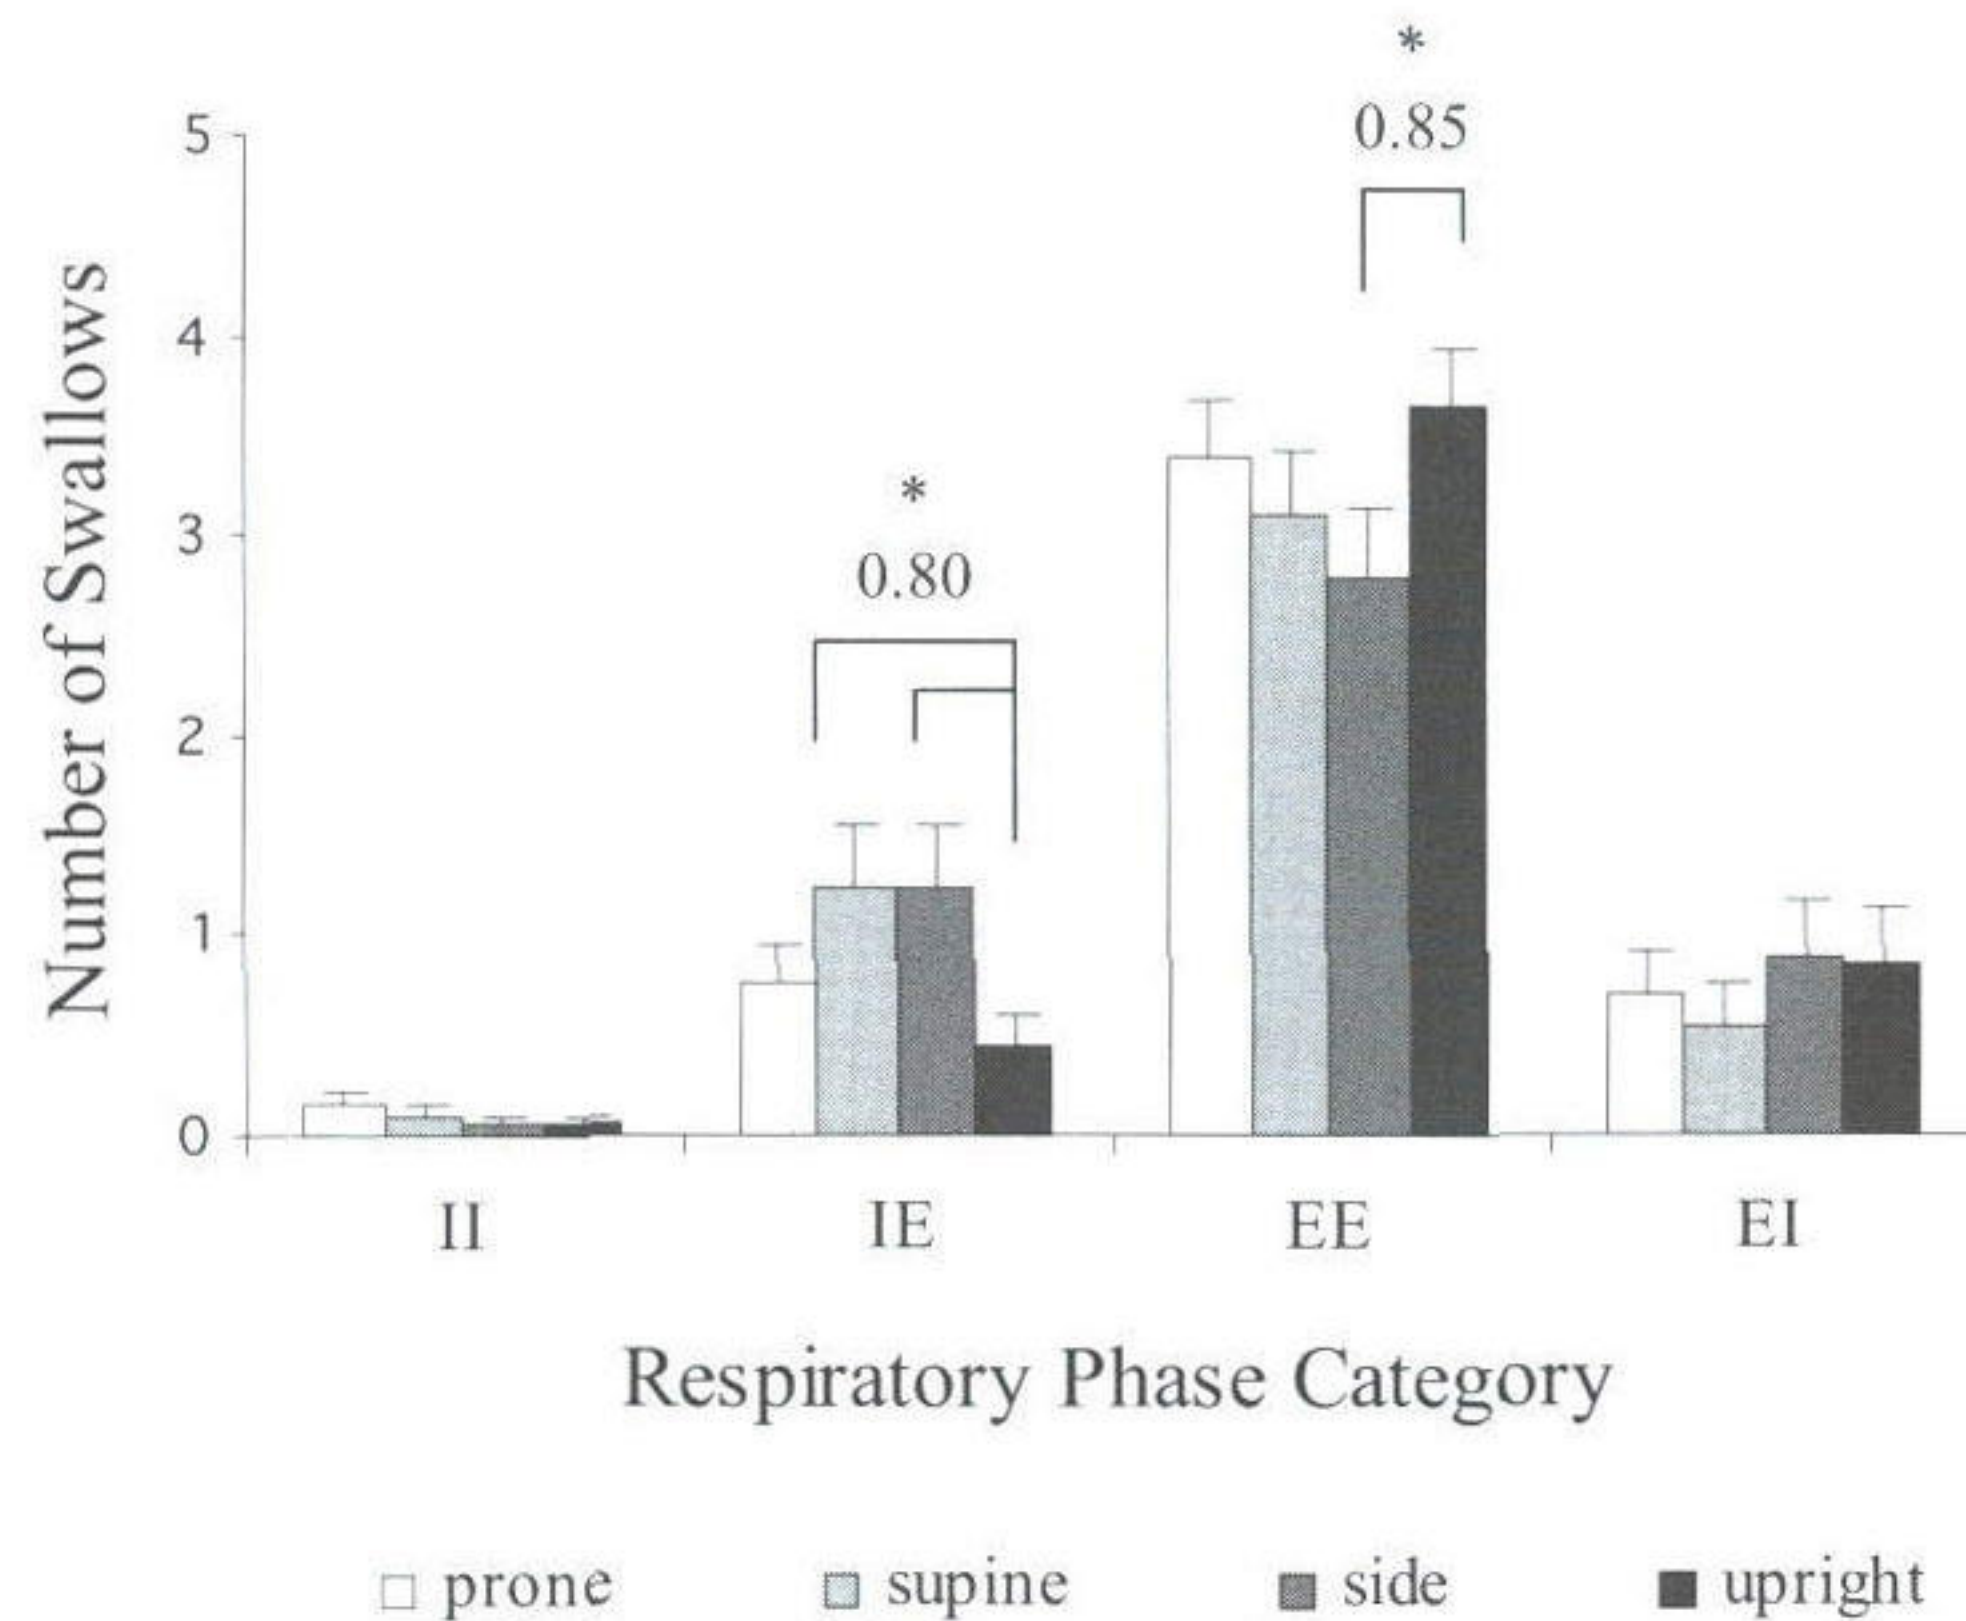 *
0.85
5
4
3
2
1
0
Number of Swallows
*
0.80
II IE EE EI
Respiratory Phase Category
prone supine side upright